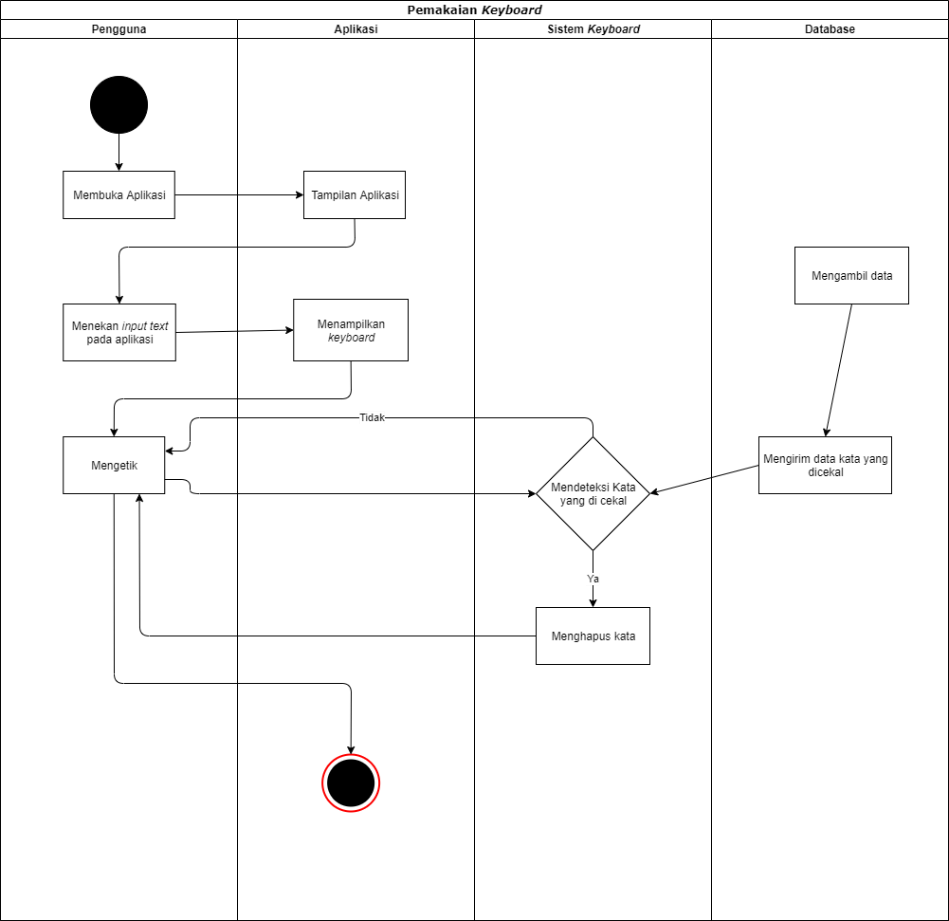 Pemakaian Keyboard
Pengguna
Aplikasi
Sistem Keyboard
Database
Membuka Aplikasi
Tampilan Aplikasi
Mengambil data
Menekan input text
pada aplikasi
Menampilkan
keyboard
Tidak
Mengetik
Mendeteksi Kata
yang di cekal
Mengirim data kata yang
dicekal
Ya
Menghapus kata